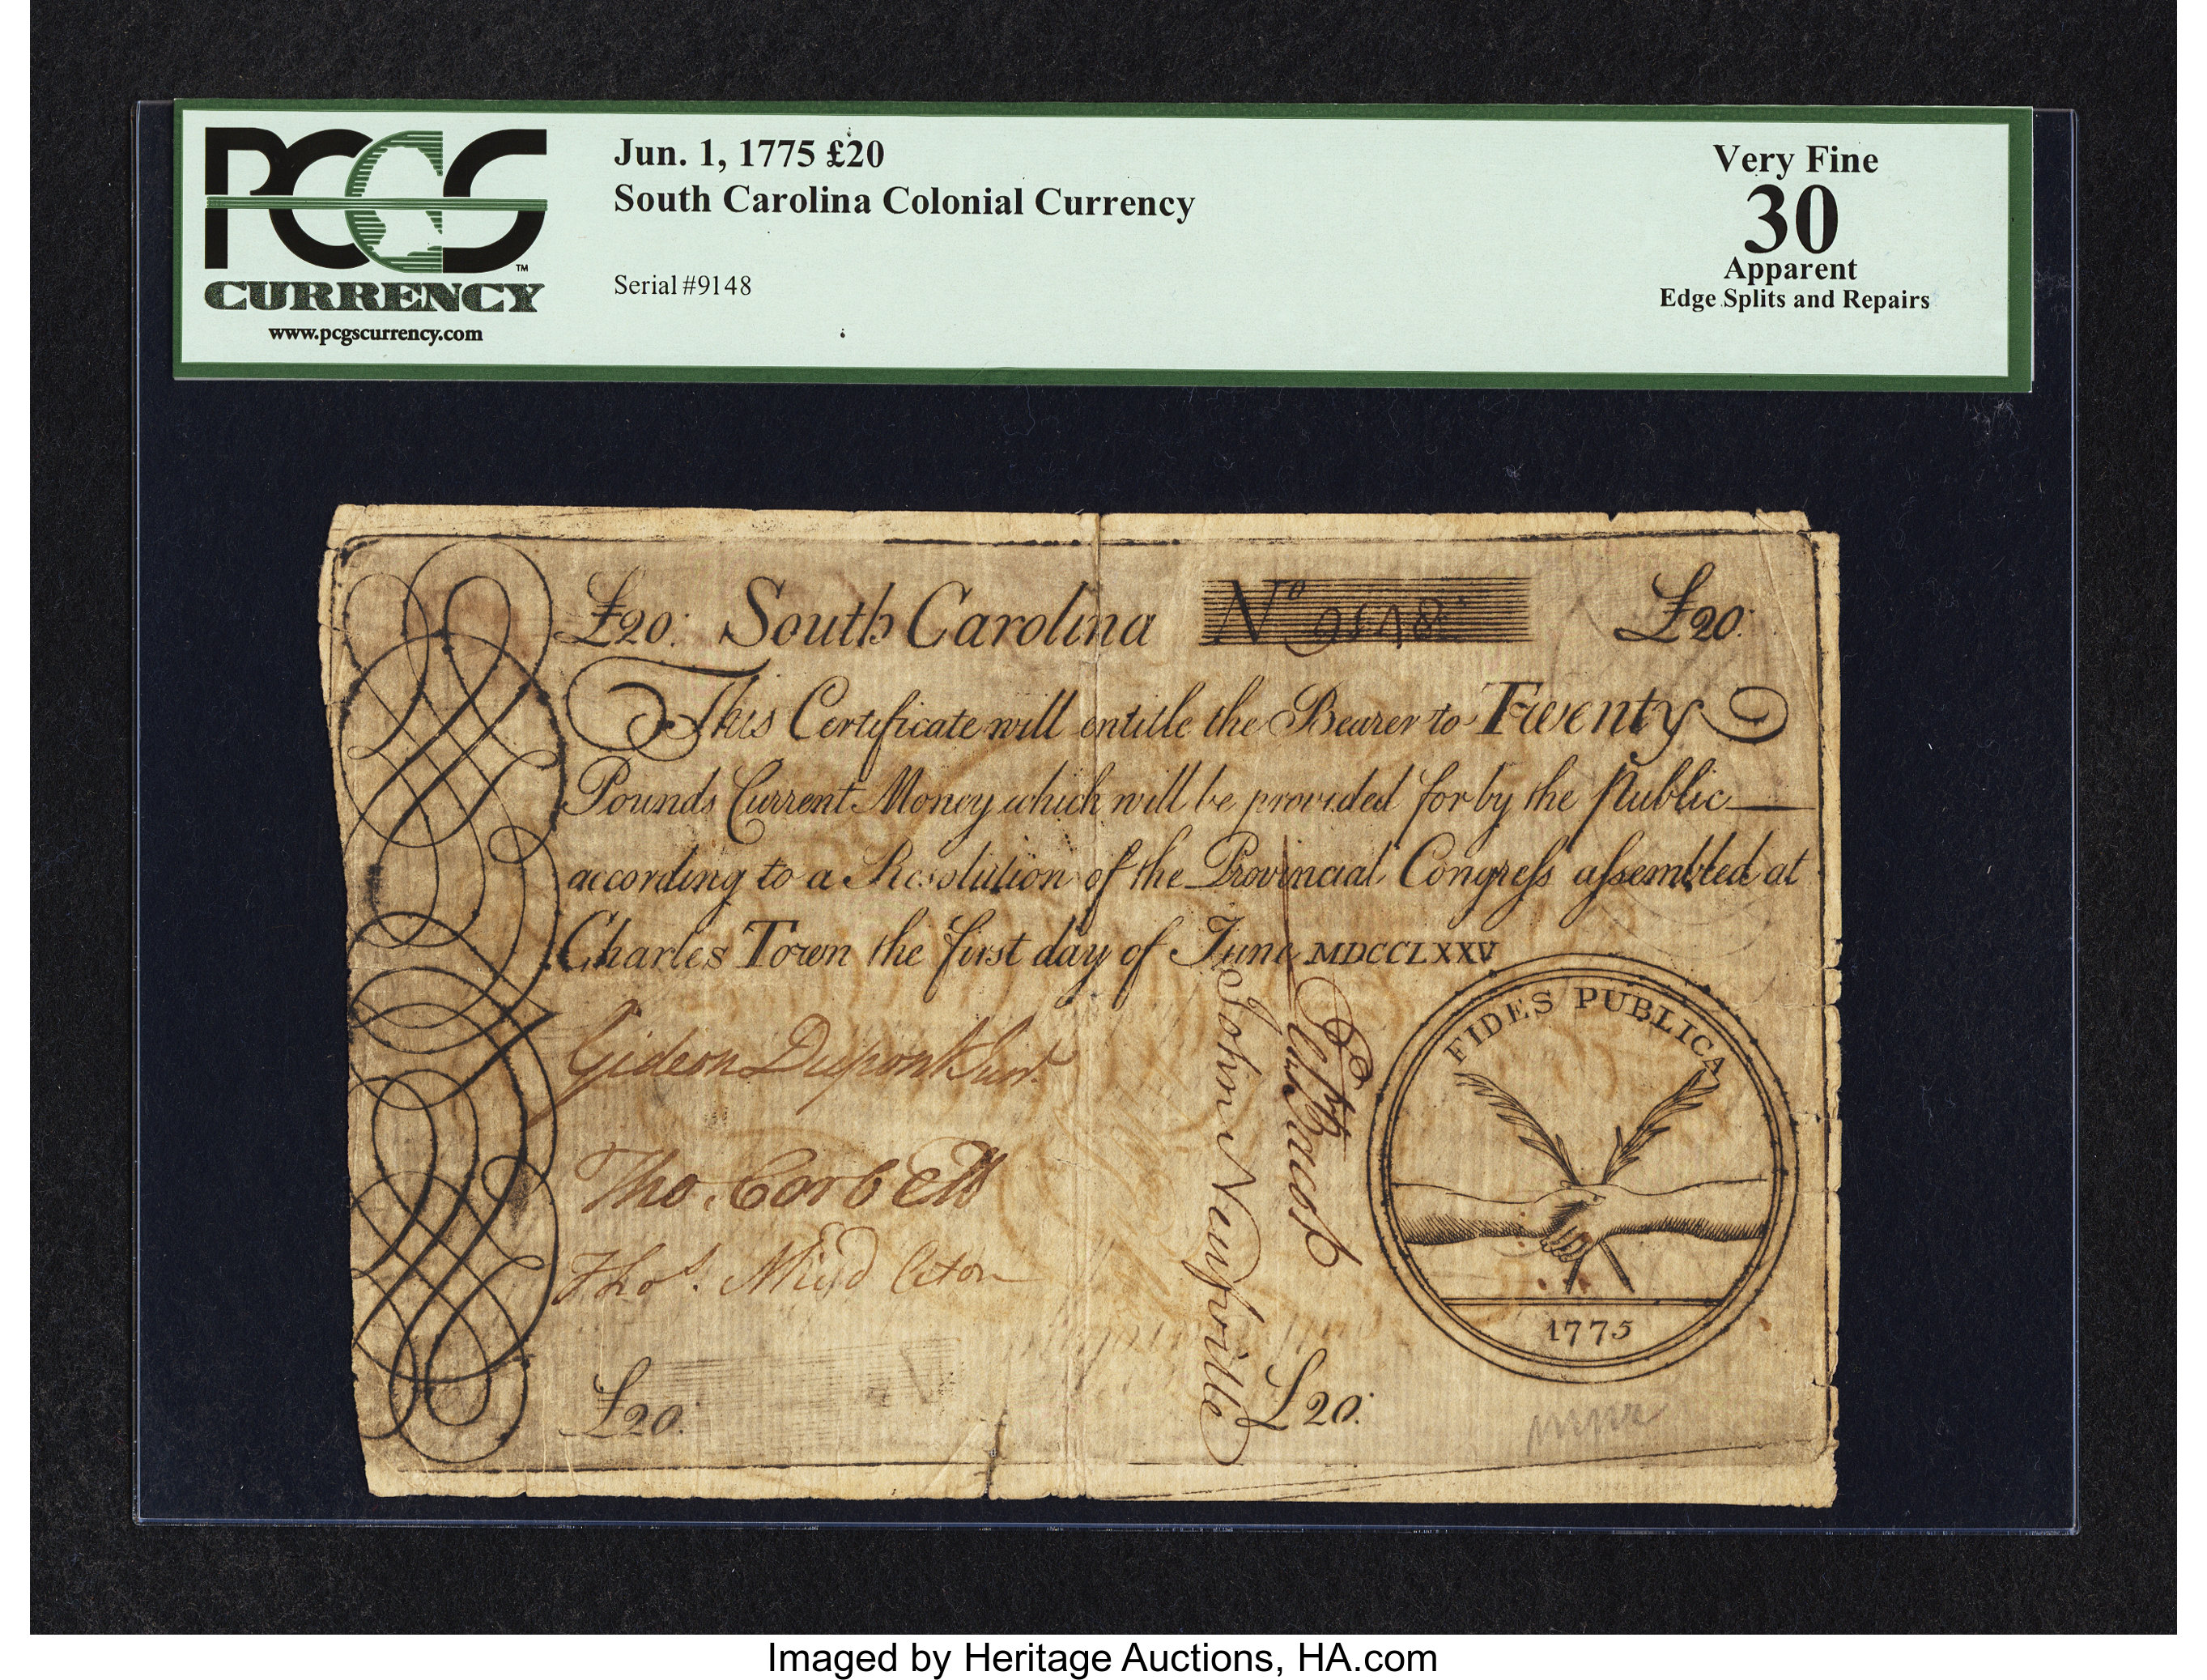 PCGS
CURRENCY
www.pcgscurrency.com
Jun. 1, 1775 £20
South Carolina Colonial Currency
Serial #9148
Very Fine
30
Apparent
Edge Splits and Repairs
£20: South Carolina No 9148 £20:
This Certificate will entitle the Bearer to Twenty
Pounds Current Money which will be provided for by the Public
according to a Resolution of the Provincial Congreſs aſsembled at
Charles Town the first day of June MDCCLXXV
Gideon Dupont Junr.
Tho. Corbett
Thos. Middleton
John Neufville
FIDES PUBLICA
1775
£20: £20:
Imaged by Heritage Auctions, HA.com